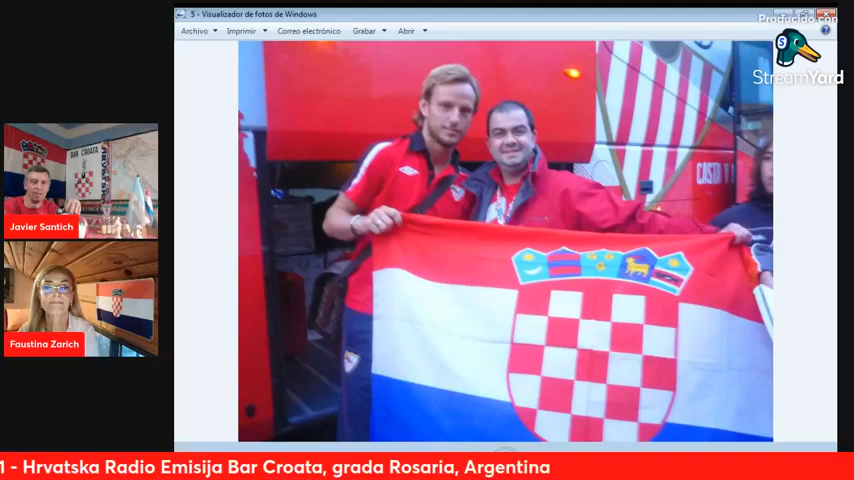 5 - Visualizador de fotos de Windows
Producido con
Archivo Imprimir Correo electrónico Grabar Abrir
StreamYard
BAR CROATA
Javier Santich
CASTA Y
Faustina Zarich
1 - Hrvatska Radio Emisija Bar Croata, grada Rosaria, Argentina